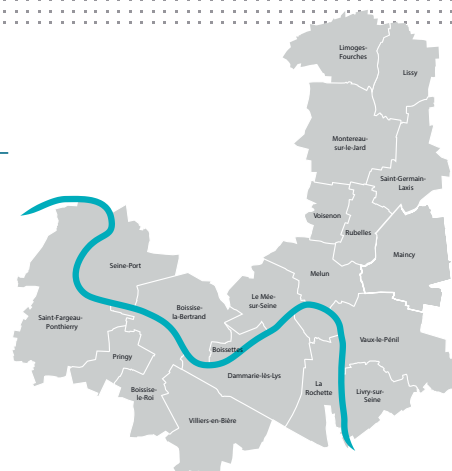 Limoges-
Fourches
Lissy
Montereau-
sur-le-Jard
Saint-Germain-
Laxis
Voisenon
Rubelles
Maincy
Seine-Port
Melun
Le Mée-
sur-Seine
Boissise-
la-Bertrand
Saint-Fargeau-
Ponthierry
Vaux-le-Pénil
Boissettes
Pringy
Dammarie-lès-Lys
Boissise-
le-Roi
La
Rochette
Livry-sur-
Seine
Villiers-en-Bière